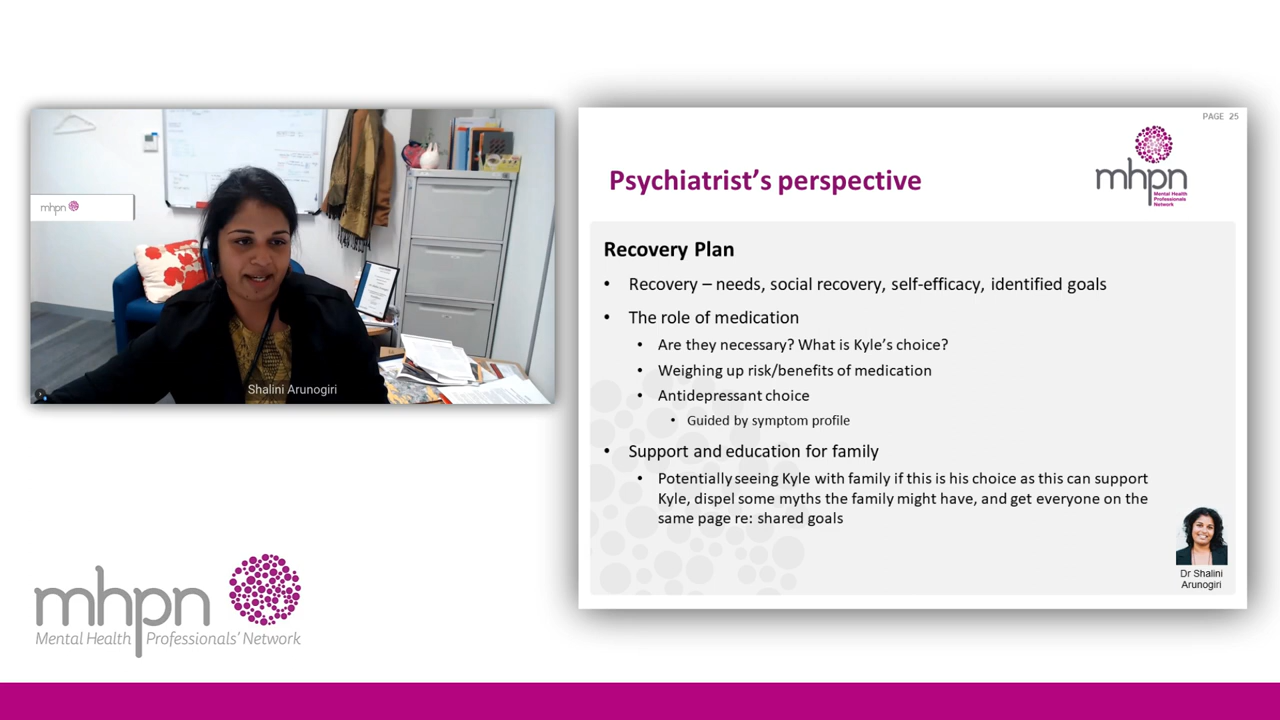 mhpn
Shalini Arunogiri
mhpn
Mental Health Professionals' Network
PAGE 25
Psychiatrist's perspective
mhpn
Mental Health
Professionals
Network
Recovery Plan
• Recovery – needs, social recovery, self-efficacy, identified goals
• The role of medication
• Are they necessary? What is Kyle's choice?
• Weighing up risk/benefits of medication
• Antidepressant choice
• Guided by symptom profile
• Support and education for family
• Potentially seeing Kyle with family if this is his choice as this can support
Kyle, dispel some myths the family might have, and get everyone on the
same page re: shared goals
Dr Shalini
Arunogiri